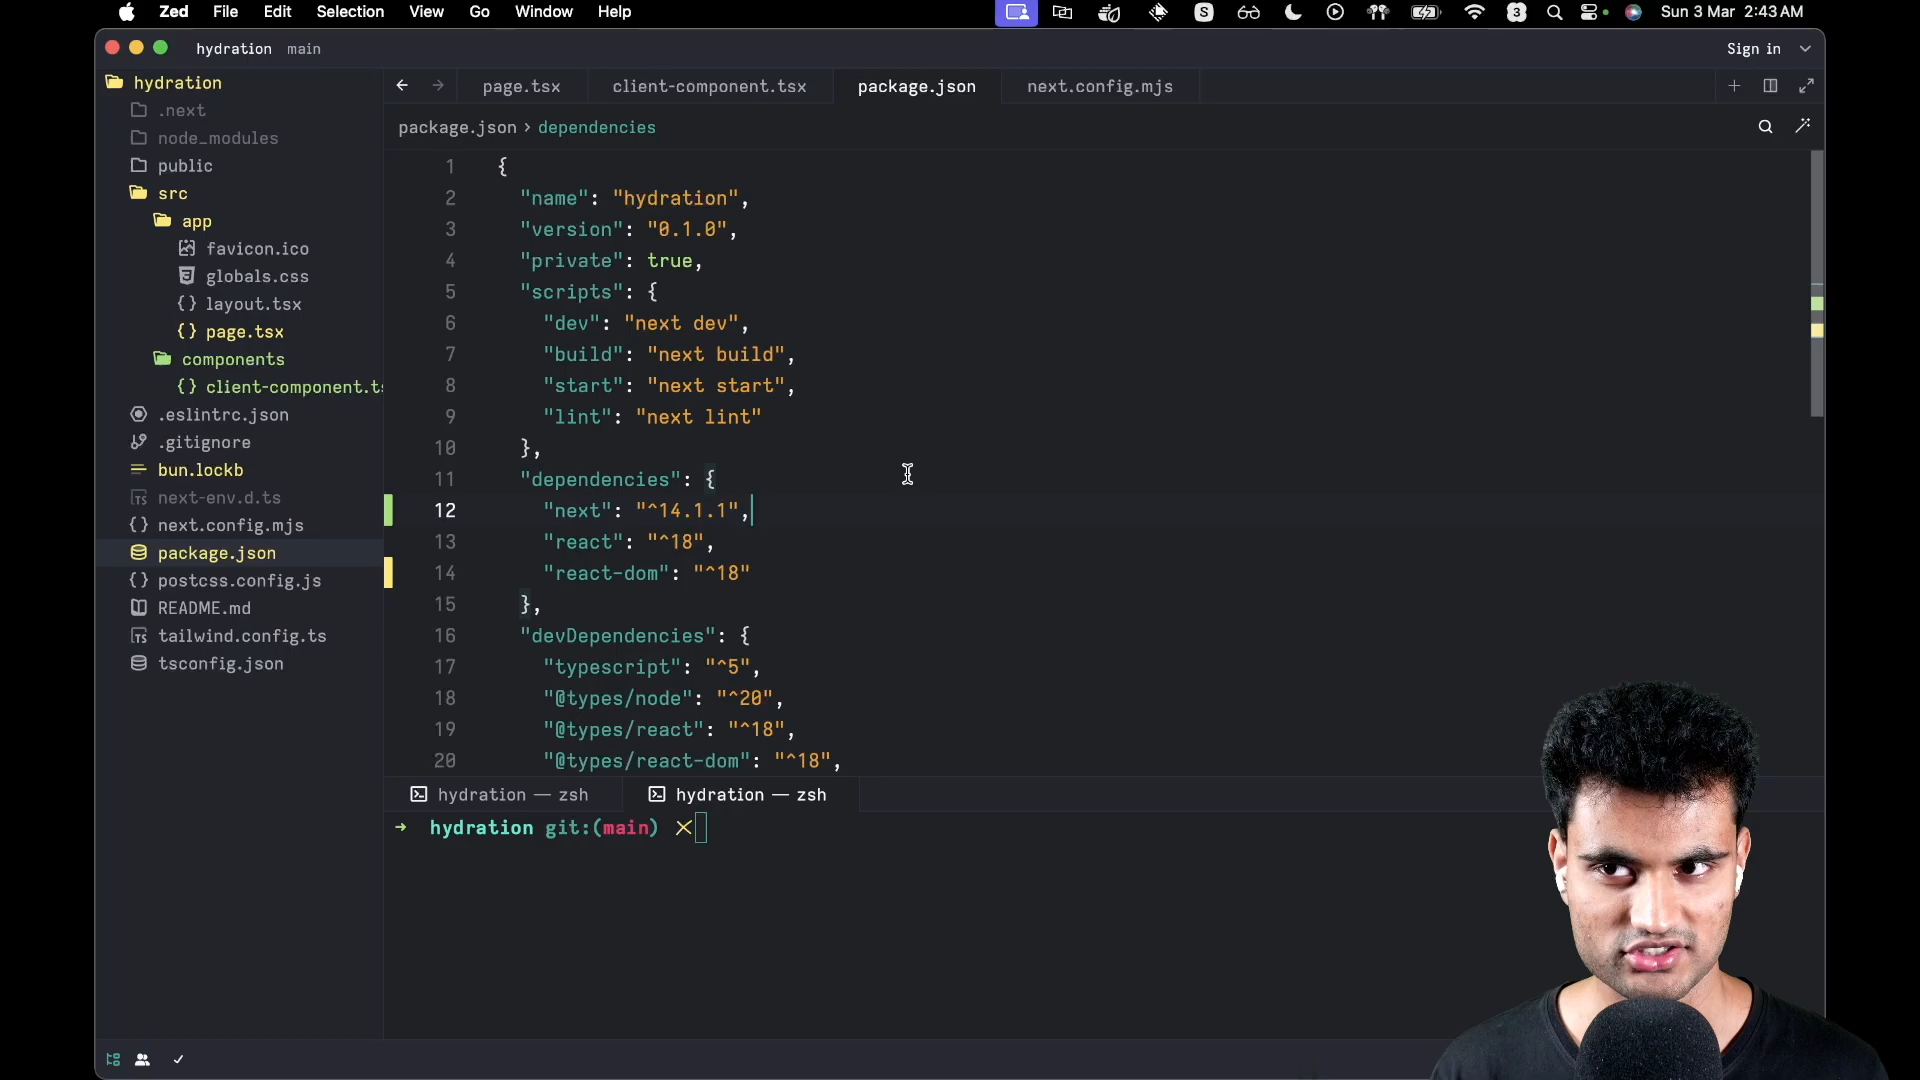 Zed File Edit Selection View Go Window Help
S 3 Sun 3 Mar 2:43 AM
hydration main
Sign in
hydration
.next
node_modules
public
src
app
favicon.ico
globals.css
layout.tsx
page.tsx
components
client-component.ts
.eslintrc.json
.gitignore
bun.lockb
next-env.d.ts
next.config.mjs
package.json
postcss.config.js
README.md
tailwind.config.ts
tsconfig.json
page.tsx client-component.tsx package.json next.config.mjs
package.json › dependencies
1 {
2 "name": "hydration",
3 "version": "0.1.0",
4 "private": true,
5 "scripts": {
6 "dev": "next dev",
7 "build": "next build",
8 "start": "next start",
9 "lint": "next lint"
10 },
11 "dependencies": {
12 "next": "^14.1.1",
13 "react": "^18",
14 "react-dom": "^18"
15 },
16 "devDependencies": {
17 "typescript": "^5",
18 "@types/node": "^20",
19 "@types/react": "^18",
20 "@types/react-dom": "^18",
hydration — zsh hydration — zsh
→ hydration git:(main) ✗